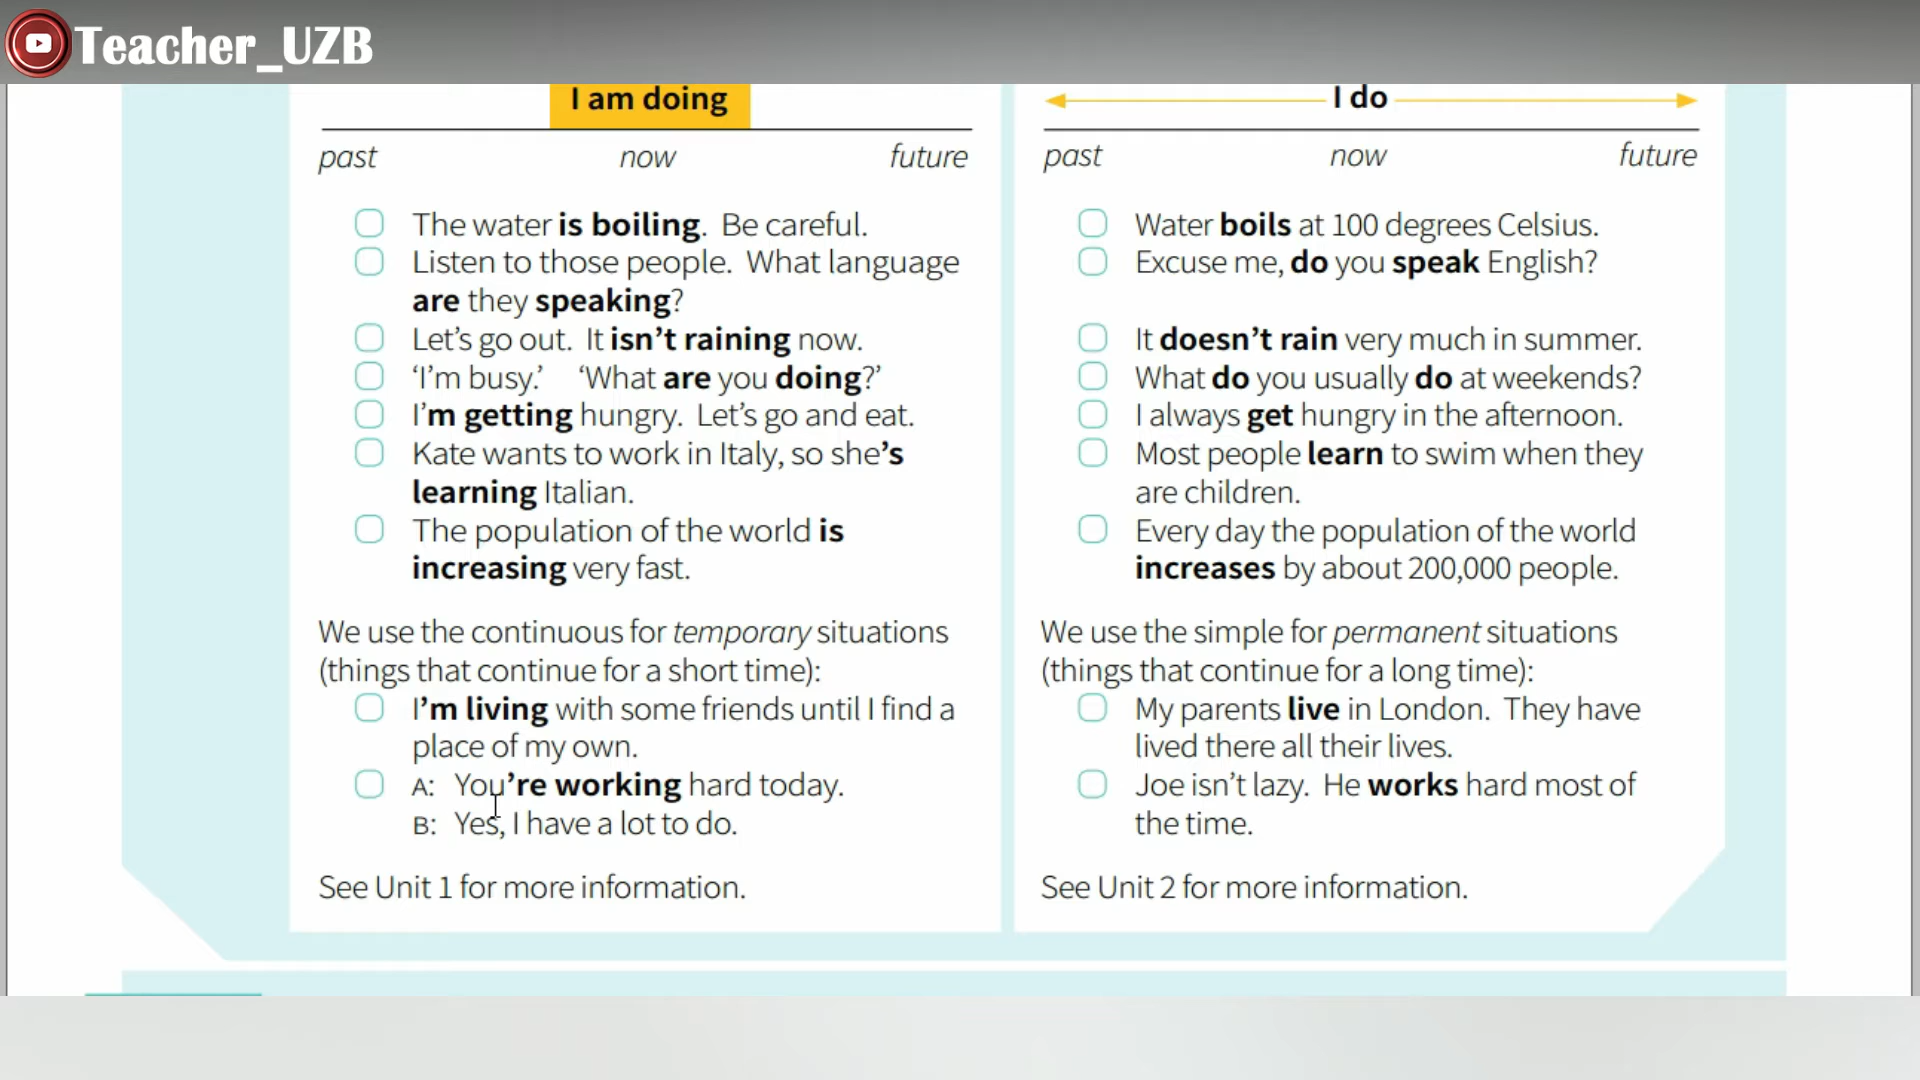 Teacher_UZB
I am doing
past now future
The water is boiling. Be careful.
Listen to those people. What language
are they speaking?
Let's go out. It isn't raining now.
‘I'm busy.’ ‘What are you doing?’
I'm getting hungry. Let's go and eat.
Kate wants to work in Italy, so she's
learning Italian.
The population of the world is
increasing very fast.
We use the continuous for temporary situations
(things that continue for a short time):
I'm living with some friends until I find a
place of my own.
A: You're working hard today.
B: Yes, I have a lot to do.
See Unit 1 for more information.
I do
past now future
Water boils at 100 degrees Celsius.
Excuse me, do you speak English?
It doesn't rain very much in summer.
What do you usually do at weekends?
I always get hungry in the afternoon.
Most people learn to swim when they
are children.
Every day the population of the world
increases by about 200,000 people.
We use the simple for permanent situations
(things that continue for a long time):
My parents live in London. They have
lived there all their lives.
Joe isn't lazy. He works hard most of
the time.
See Unit 2 for more information.